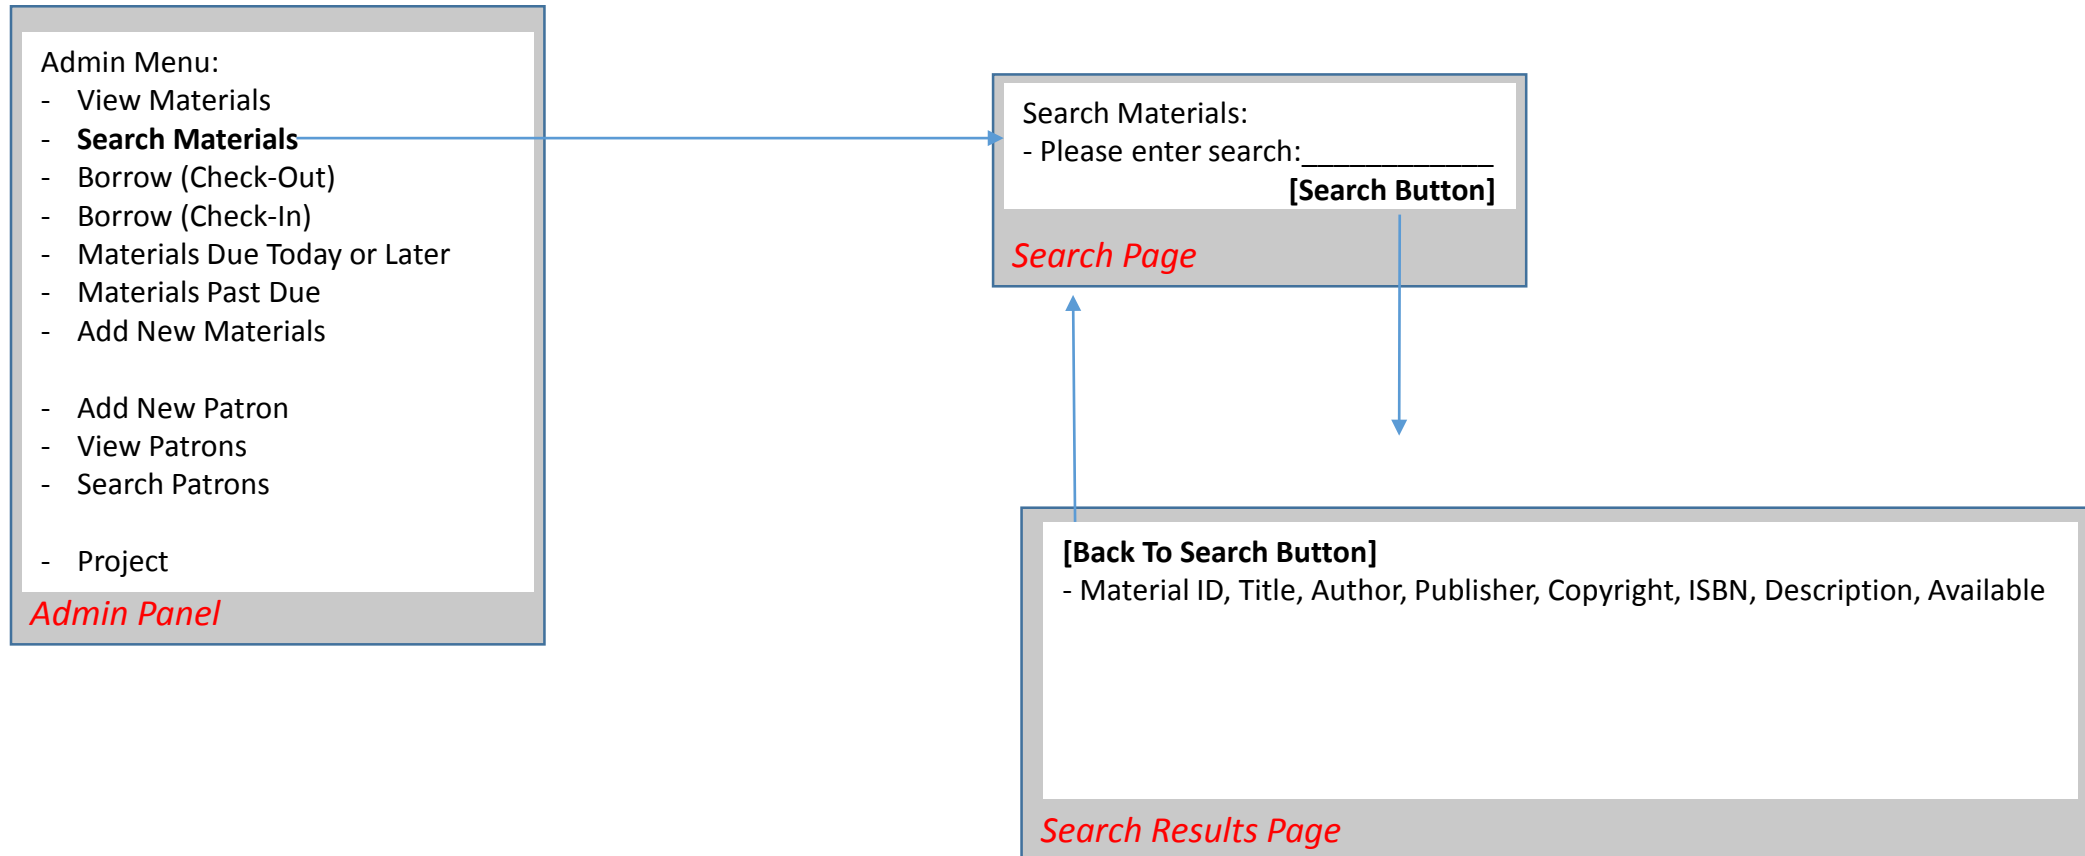 Admin Menu:
- View Materials
- Search Materials
- Borrow (Check-Out)
- Borrow (Check-In)
- Materials Due Today or Later
- Materials Past Due
- Add New Materials
- Add New Patron
- View Patrons
- Search Patrons
- Project
Admin Panel
Search Materials:
- Please enter search:____________
[Search Button]
Search Page
[Back To Search Button]
- Material ID, Title, Author, Publisher, Copyright, ISBN, Description, Available
Search Results Page